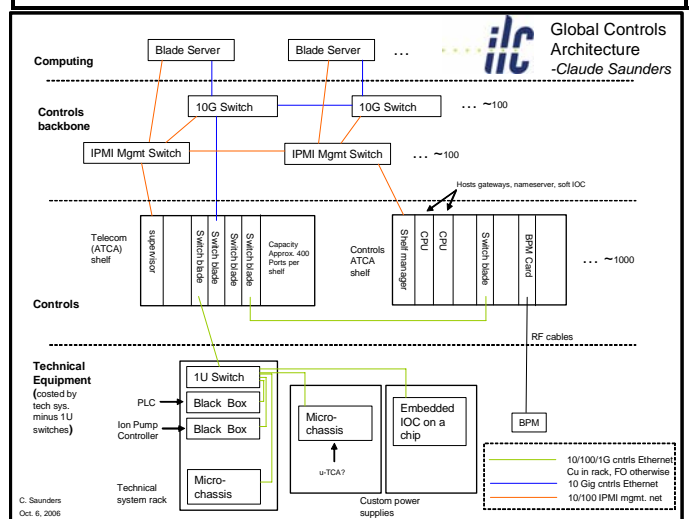 ilc
Global Controls
Architecture
-Claude Saunders
Computing
Blade Server
Blade Server
...
Controls
backbone
10G Switch
10G Switch
... ~100
IPMI Mgmt Switch
IPMI Mgmt Switch
... ~100
Hosts gateways, nameserver, soft IOC
Telecom
(ATCA)
shelf
supervisor
Switch blade
Switch blade
Switch blade
Switch blade
Capacity
Approx. 400
Ports per
shelf
Controls
ATCA
shelf
Shelf manager
CPU
CPU
Switch blade
BPM Card
... ~1000
Controls
RF cables
Technical
Equipment
(costed by
tech sys.
minus 1U
switches)
1U Switch
PLC
Black Box
Ion Pump
Controller
Black Box
Micro-
chassis
Technical
system rack
Micro-
chassis
u-TCA?
Embedded
IOC on a
chip
Custom power
supplies
BPM
10/100/1G cntrls Ethernet
Cu in rack, FO otherwise
10 Gig cntrls Ethernet
10/100 IPMI mgmt. net
C. Saunders
Oct. 6, 2006